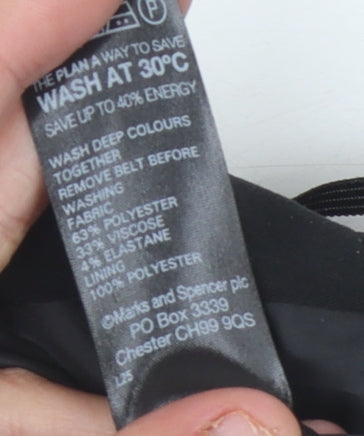 P
THE PLAN A WAY TO SAVE
WASH AT 30ºC
SAVE UP TO 40% ENERGY
WASH DEEP COLOURS
TOGETHER
REMOVE BELT BEFORE
WASHING
FABRIC
63% POLYESTER
33% VISCOSE
4% ELASTANE
LINING
100% POLYESTER
©Marks and Spencer plc
PO Box 3339
Chester CH99 9QS
L25